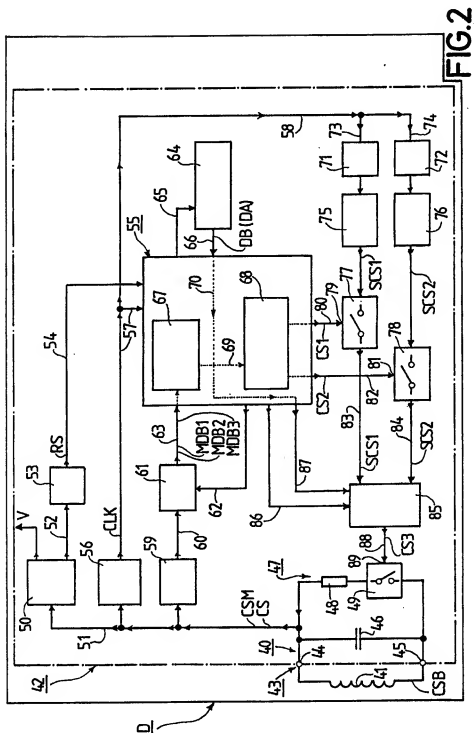 FIG.2
V
50
52
53
RS
54
51
56
CLK
57
58
59
60
61
62
63
MDB1
MDB2
MDB3
55
67
69
68
70
65
64
66
DB(DA)
71
73
72
74
75
76
SCS1
SCS2
77
78
79
80
CS1
81
82
CS2
83
SCS1
84
SCS2
85
86
87
88
CS3
89
49
48
47
46
CSM
CS
40
44
43
45
41
CSB
42
D